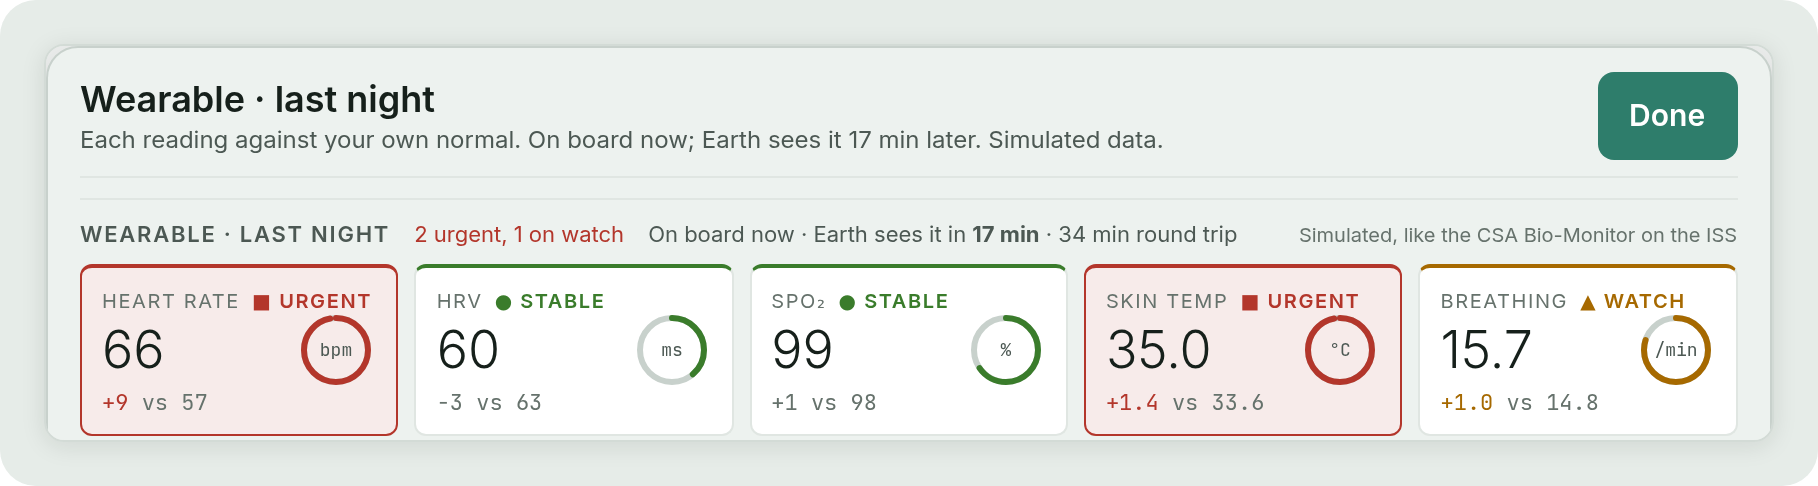 Wearable · last night
Done
Each reading against your own normal. On board now; Earth sees it 17 min later. Simulated data.
WEARABLE · LAST NIGHT 2 urgent, 1 on watch On board now · Earth sees it in 17 min · 34 min round trip Simulated, like the CSA Bio-Monitor on the ISS
HEART RATE ■ URGENT
66
bpm
+9 vs 57
HRV ● STABLE
60
ms
-3 vs 63
SPO₂ ● STABLE
99
%
+1 vs 98
SKIN TEMP ■ URGENT
35.0
°C
+1.4 vs 33.6
BREATHING ▲ WATCH
15.7
/min
+1.0 vs 14.8